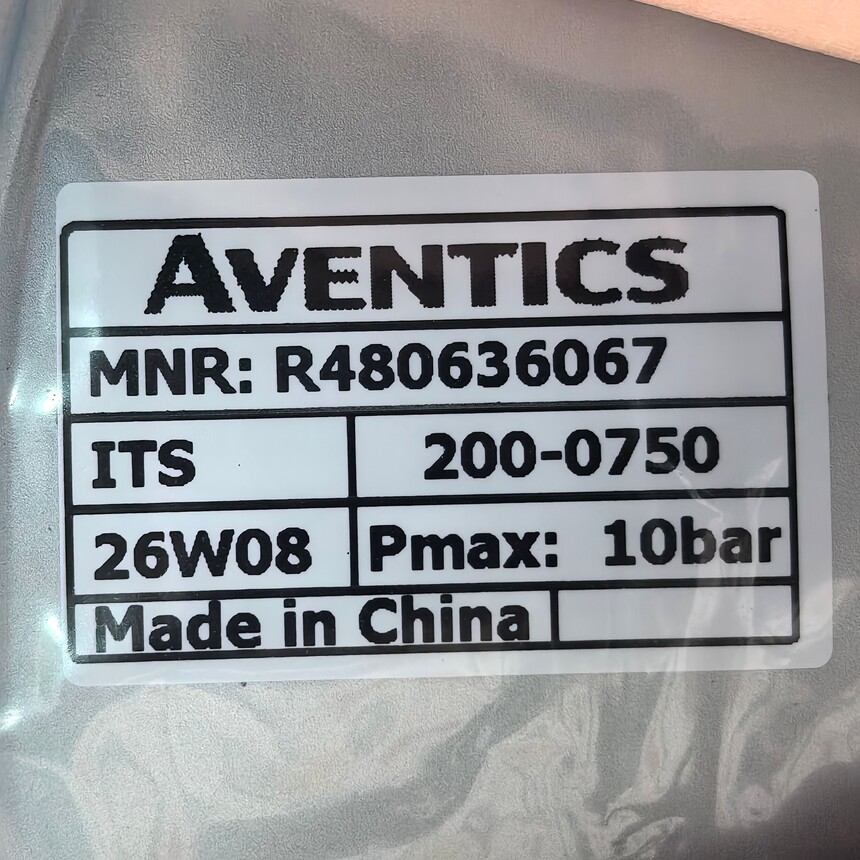 AVENTICS
MNR: R480636067
ITS 200-0750
26W08 Pmax: 10bar
Made in China